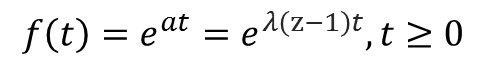 f(t) = e^{at} = e^{λ(z−1)t}, t ≥ 0